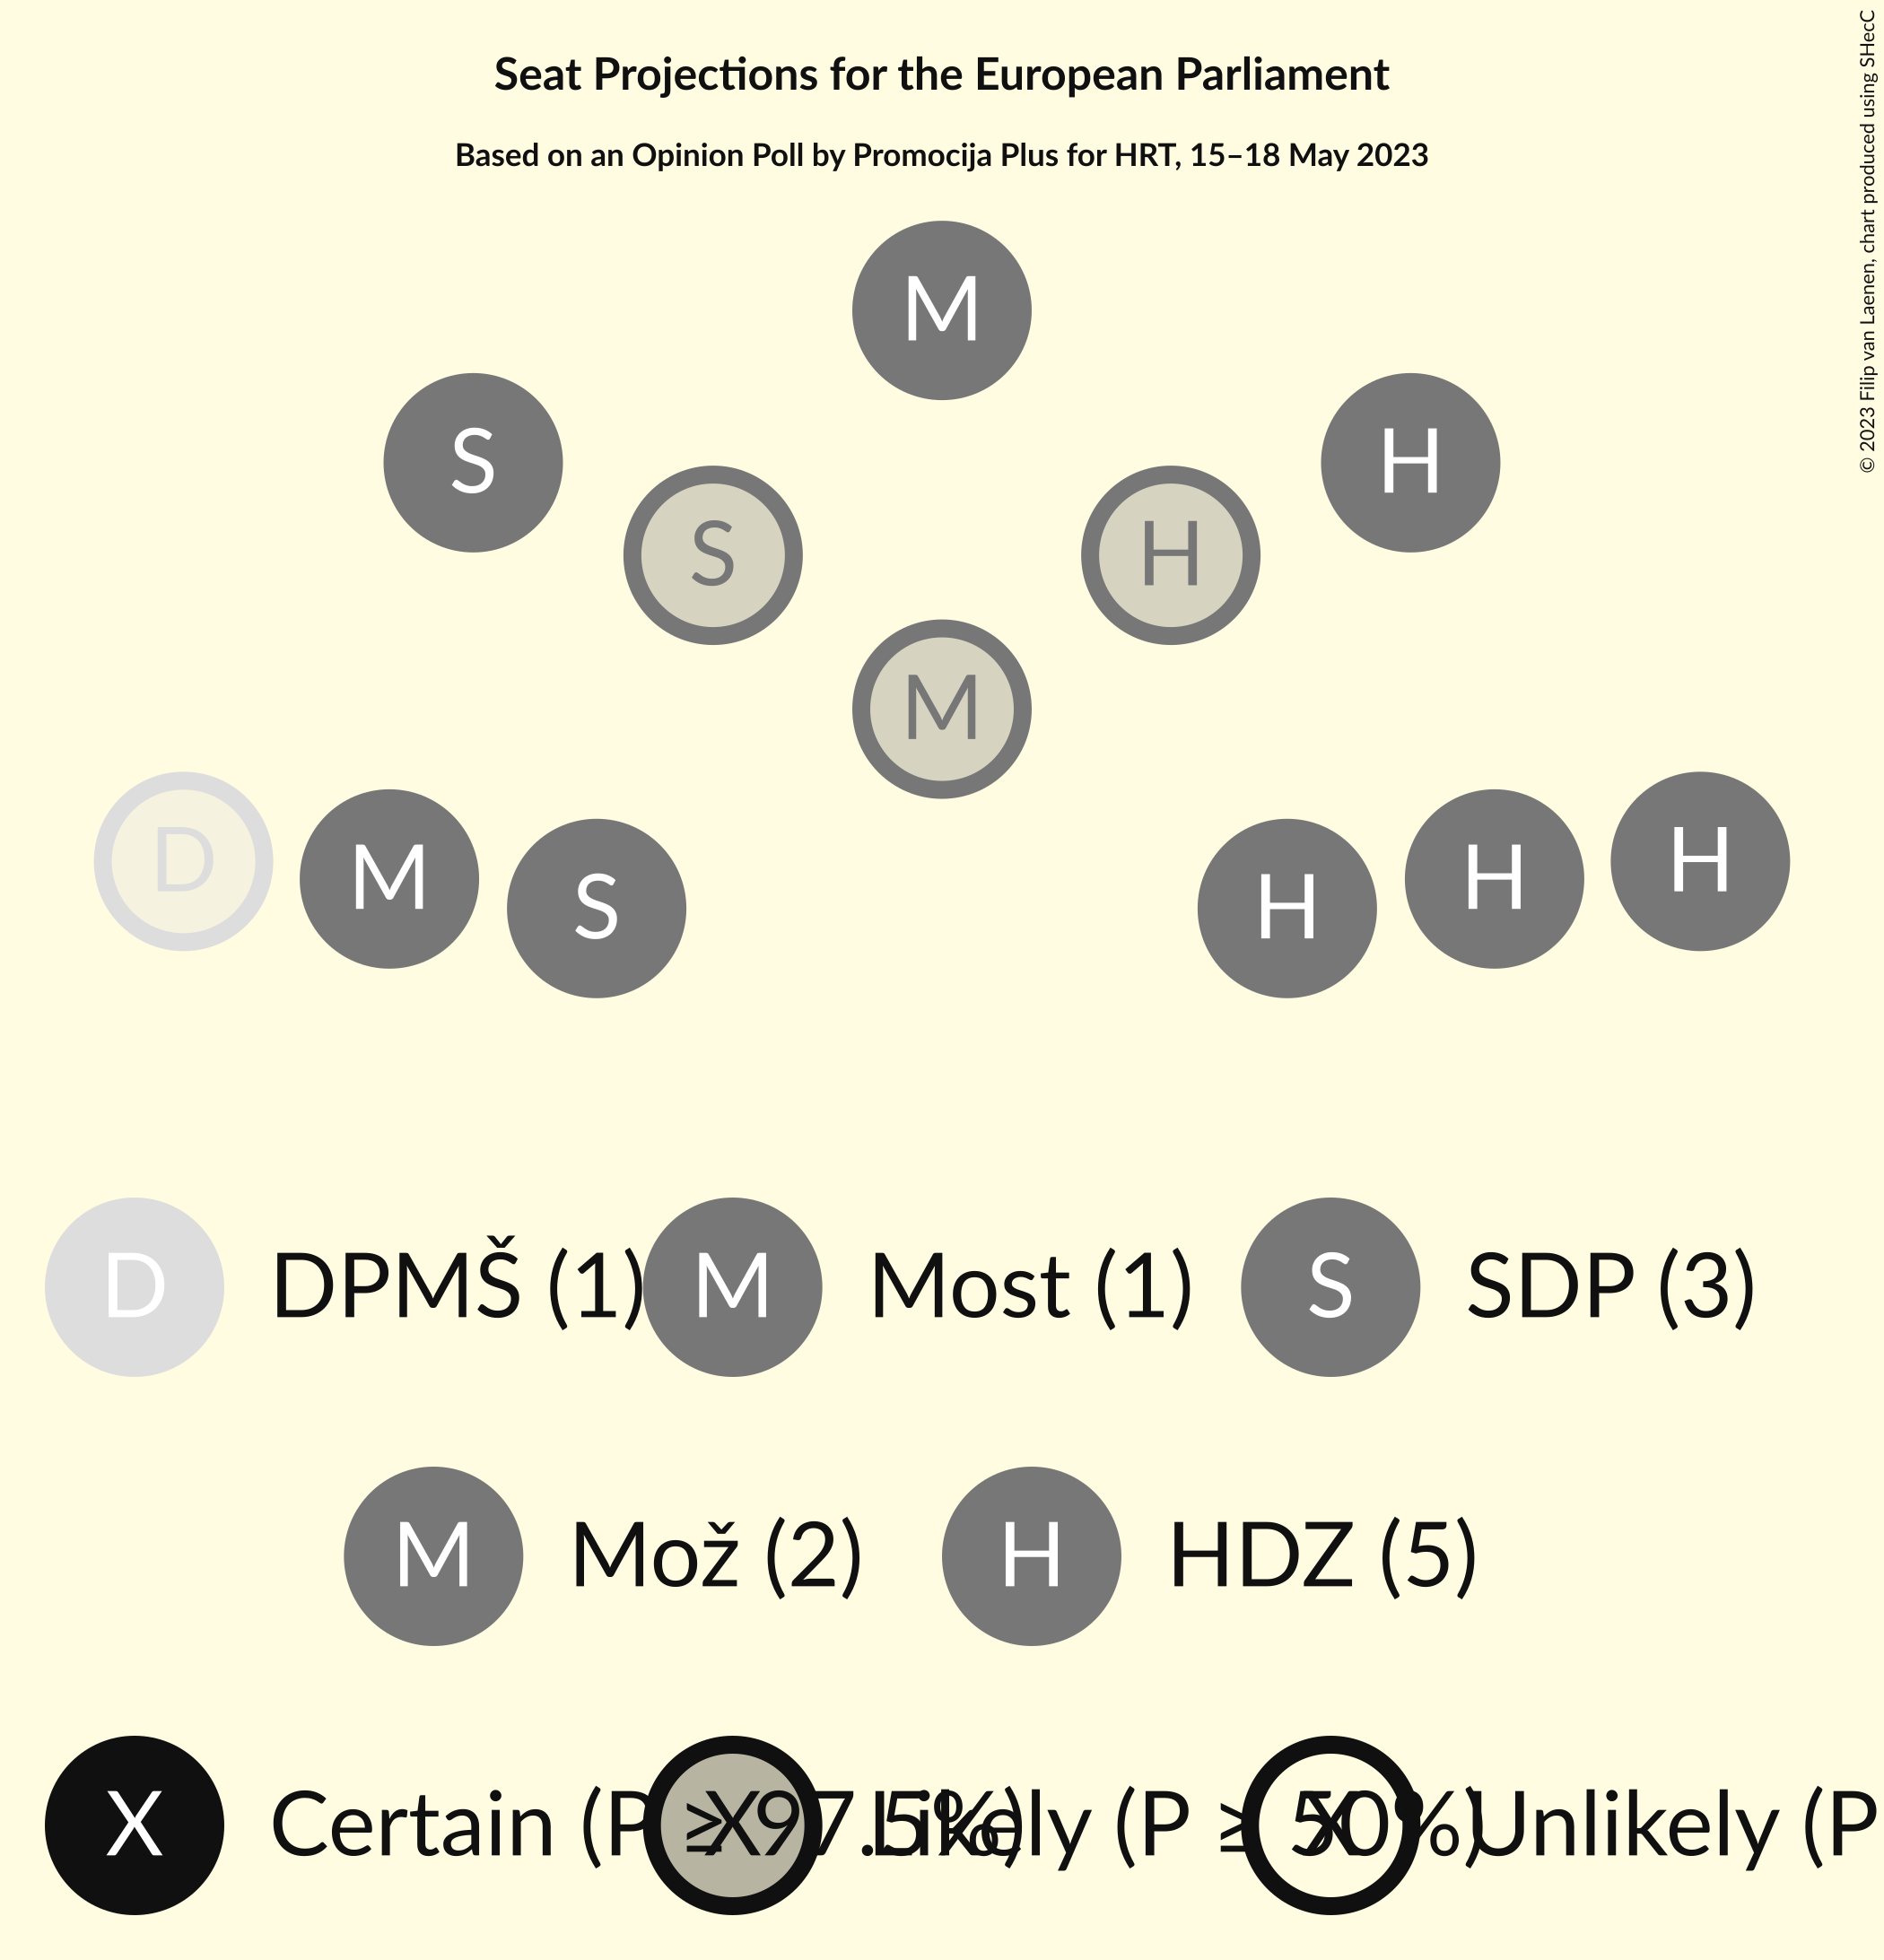 Seat Projections for the European Parliament
Based on an Opinion Poll by Promocija Plus for HRT, 15–18 May 2023
© 2023 Filip van Laenen, chart produced using SHecC
M
S
H
S
H
M
D
M
S
H
H
H
D DPMŠ (1)
M Most (1)
S SDP (3)
M Mož (2)
H HDZ (5)
X Certain (P ≥ 97.5%)
X Likely (P ≥ 50%)
X Unlikely (P